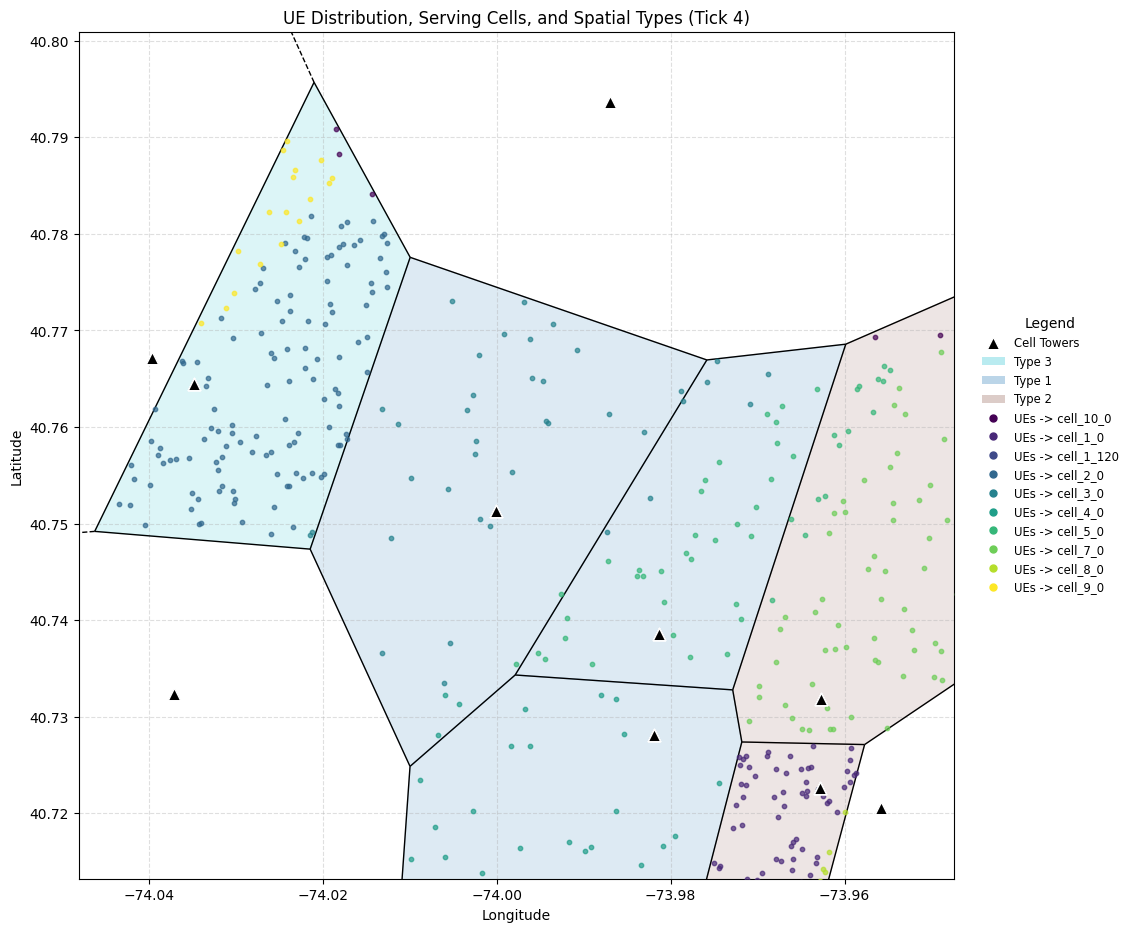 UE Distribution, Serving Cells, and Spatial Types (Tick 4)
40.80
40.79
40.78
40.77
40.76
40.75
40.74
40.73
40.72
Latitude
−74.04
−74.02
−74.00
−73.98
−73.96
Longitude
Legend
Cell Towers
Type 3
Type 1
Type 2
UEs -> cell_10_0
UEs -> cell_1_0
UEs -> cell_1_120
UEs -> cell_2_0
UEs -> cell_3_0
UEs -> cell_4_0
UEs -> cell_5_0
UEs -> cell_7_0
UEs -> cell_8_0
UEs -> cell_9_0